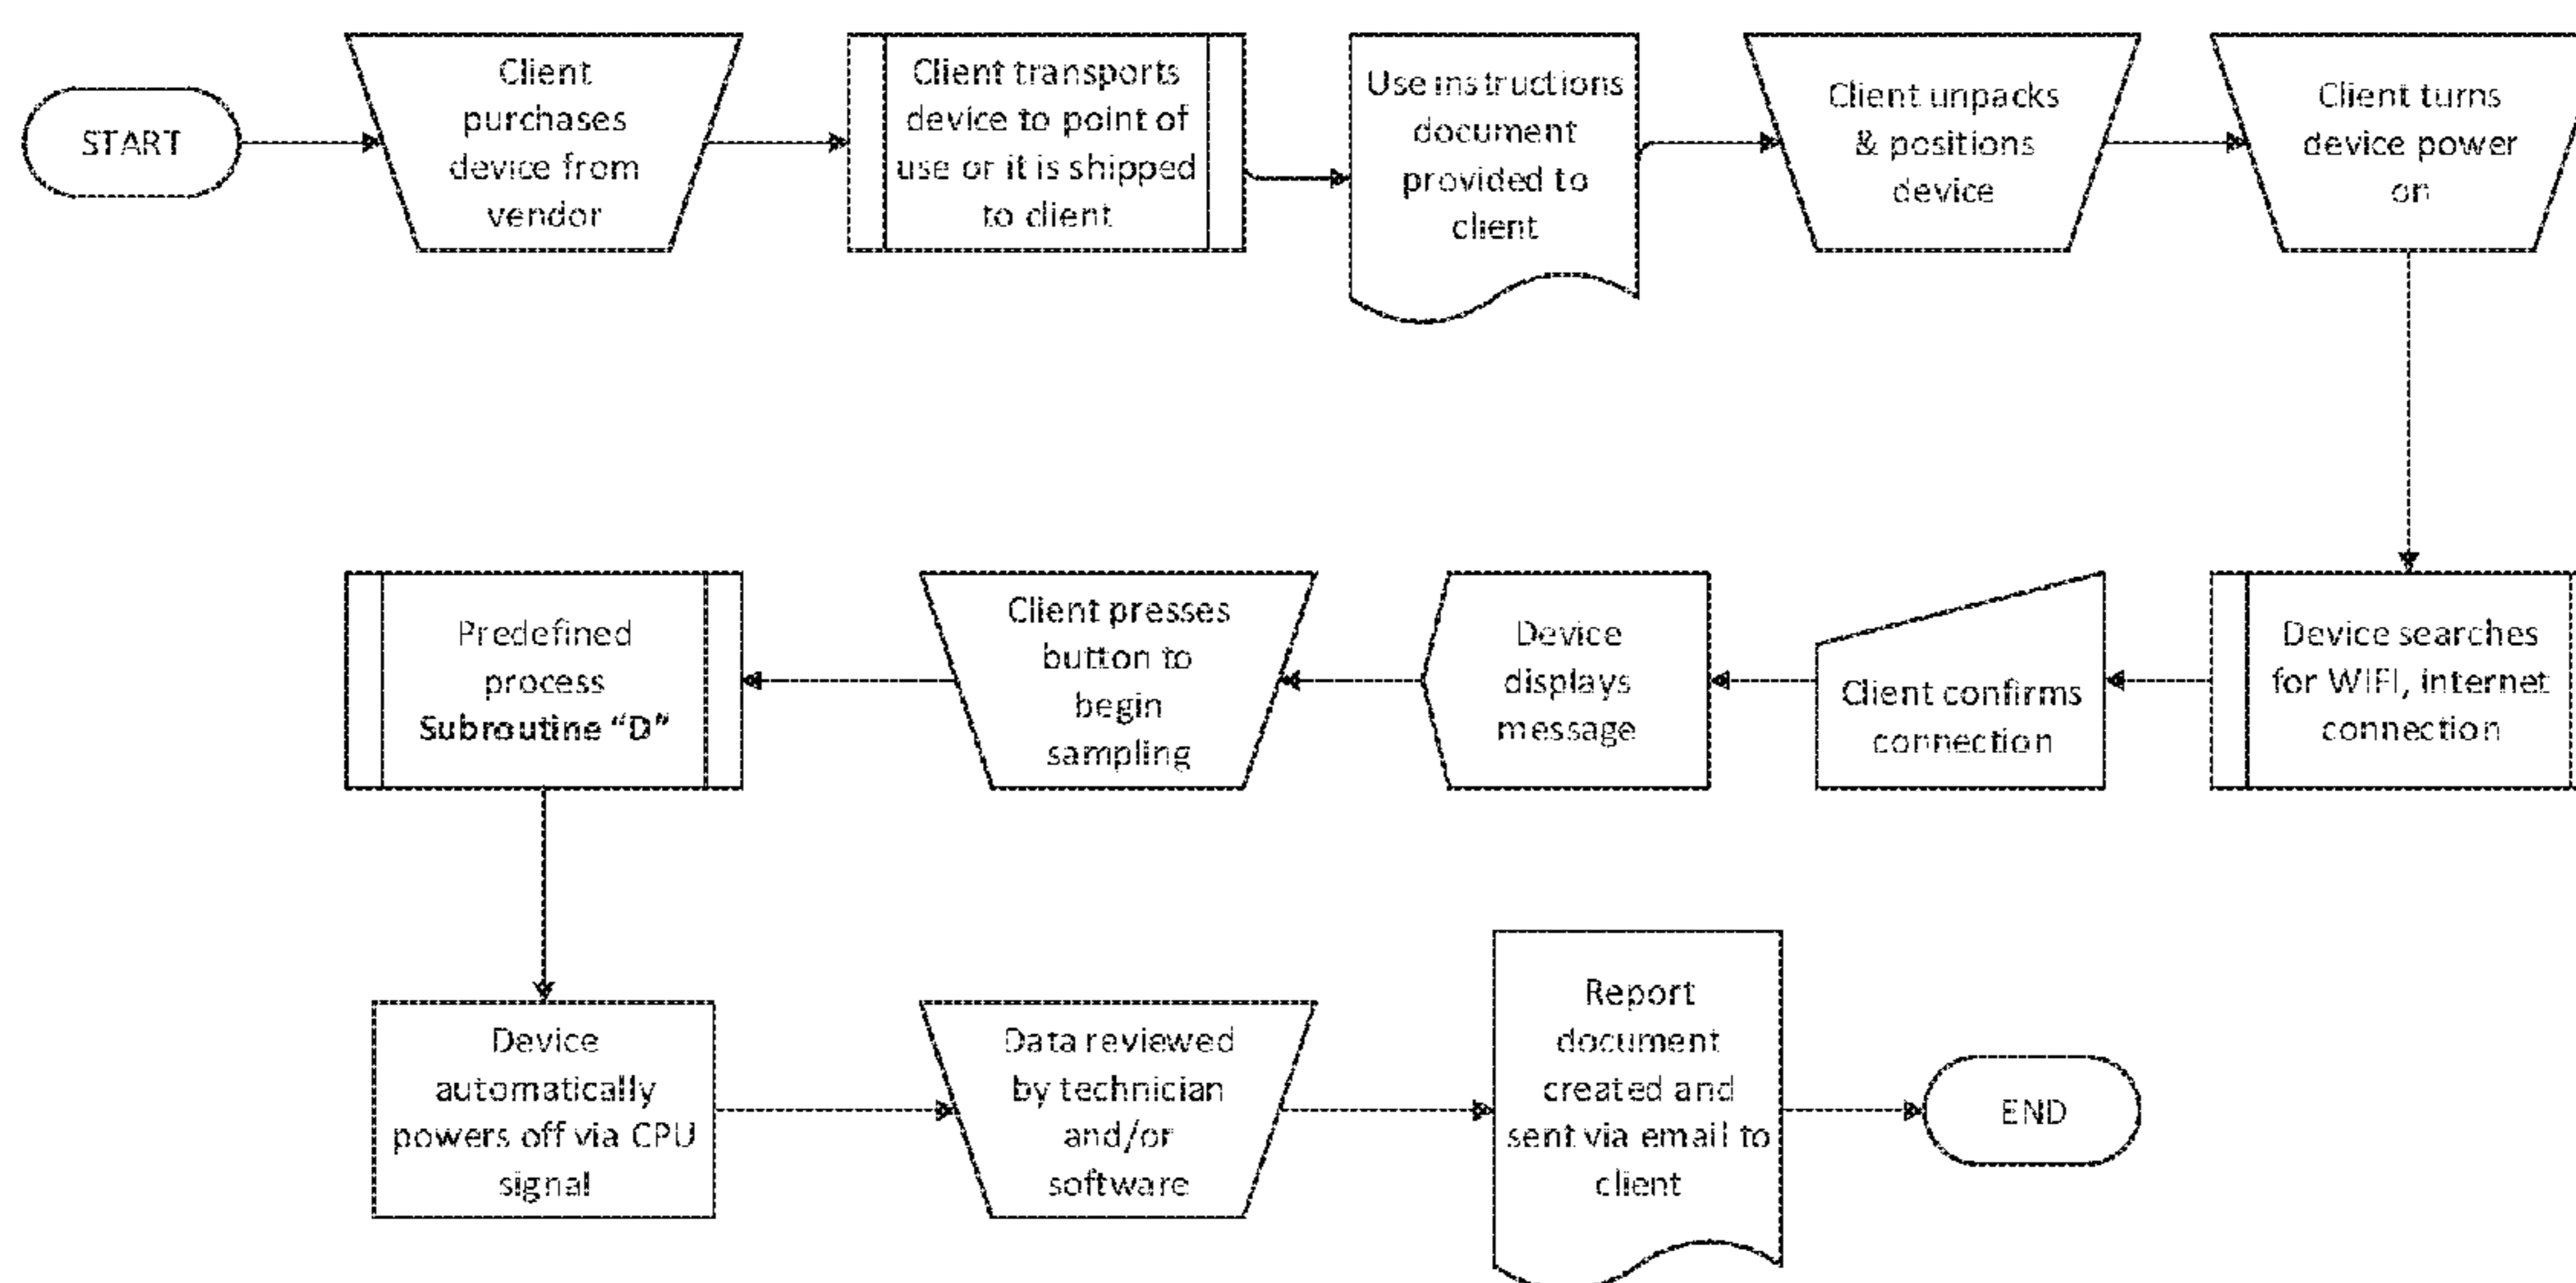 START
Client
purchases
device from
vendor
Client transports
device to point of
use or it is shipped
to client
Use instructions
document
provided to
client
Client unpacks
& positions
device
Client turns
device power
on
Device searches
for WIFI, internet
connection
Client confirms
connection
Device
displays
message
Client presses
button to
begin
sampling
Predefined
process
Subroutine “D”
Device
automatically
powers off via CPU
signal
Data reviewed
by technician
and/or
software
Report
document
created and
sent via email to
client
END